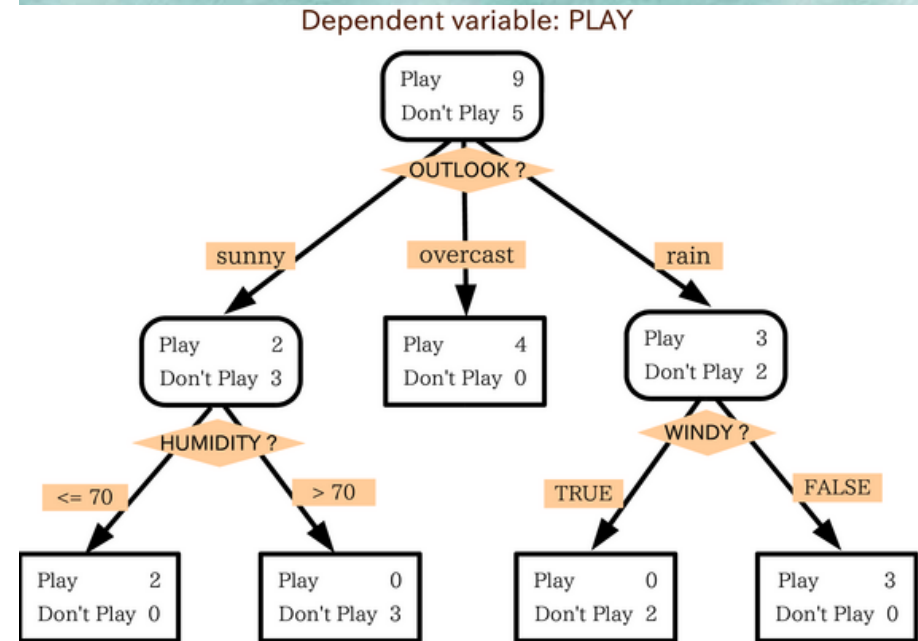 Dependent variable: PLAY
Play 9
Don't Play 5
OUTLOOK ?
sunny
overcast
rain
Play 2
Don't Play 3
Play 4
Don't Play 0
Play 3
Don't Play 2
HUMIDITY ?
WINDY ?
<= 70
> 70
TRUE
FALSE
Play 2
Don't Play 0
Play 0
Don't Play 3
Play 0
Don't Play 2
Play 3
Don't Play 0